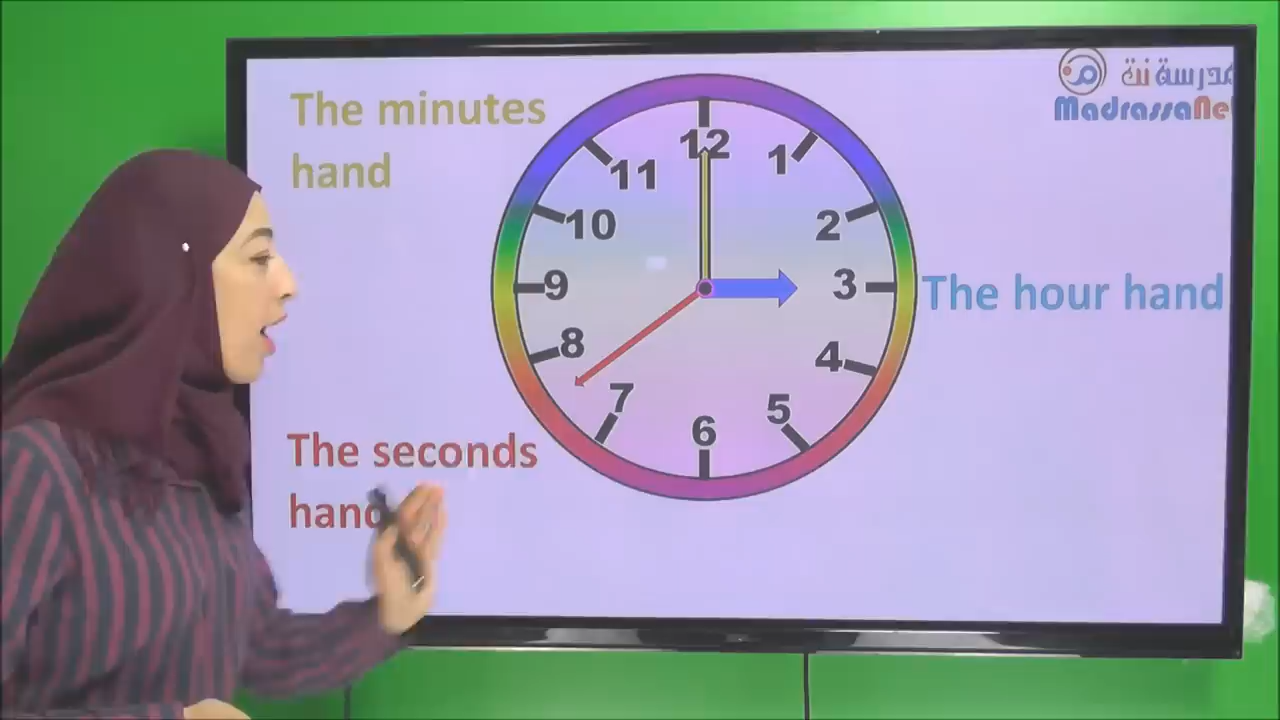 The minutes
hand
مدرسة نت
MadrassaNet
12
1
2
3
4
5
6
7
8
9
10
11
The hour hand
The seconds
hand